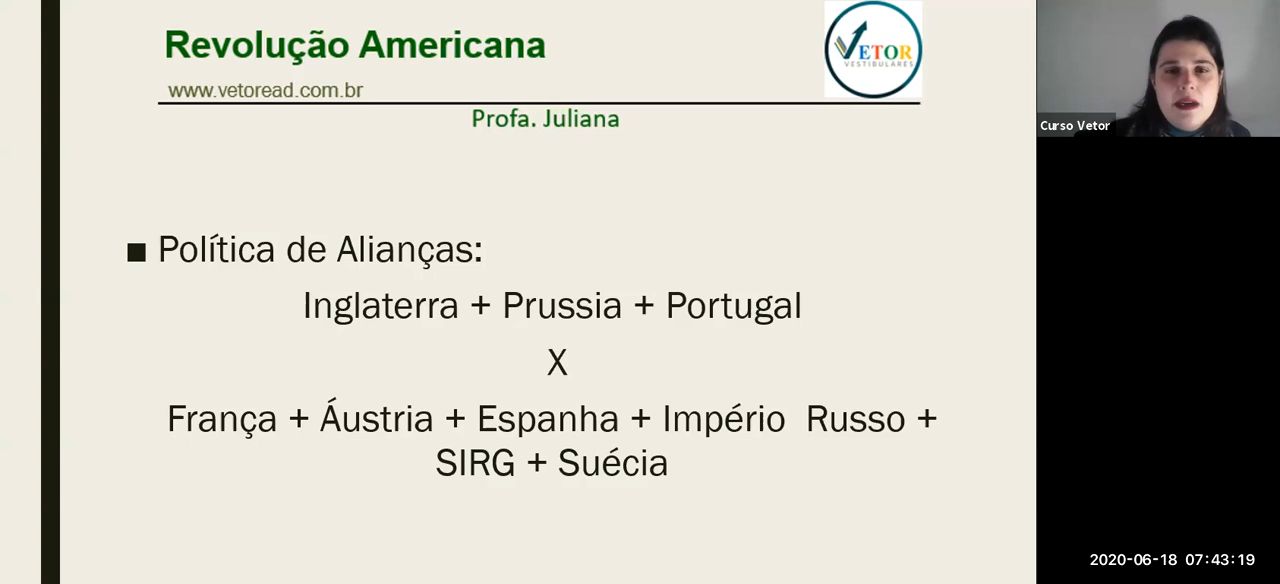 Revolução Americana
www.vetoread.com.br
VETOR
VESTIBULARES
Profa. Juliana
Curso Vetor
■ Política de Alianças:
Inglaterra + Prussia + Portugal
X
França + Áustria + Espanha + Império Russo +
SIRG + Suécia
2020-06-18 07:43:19